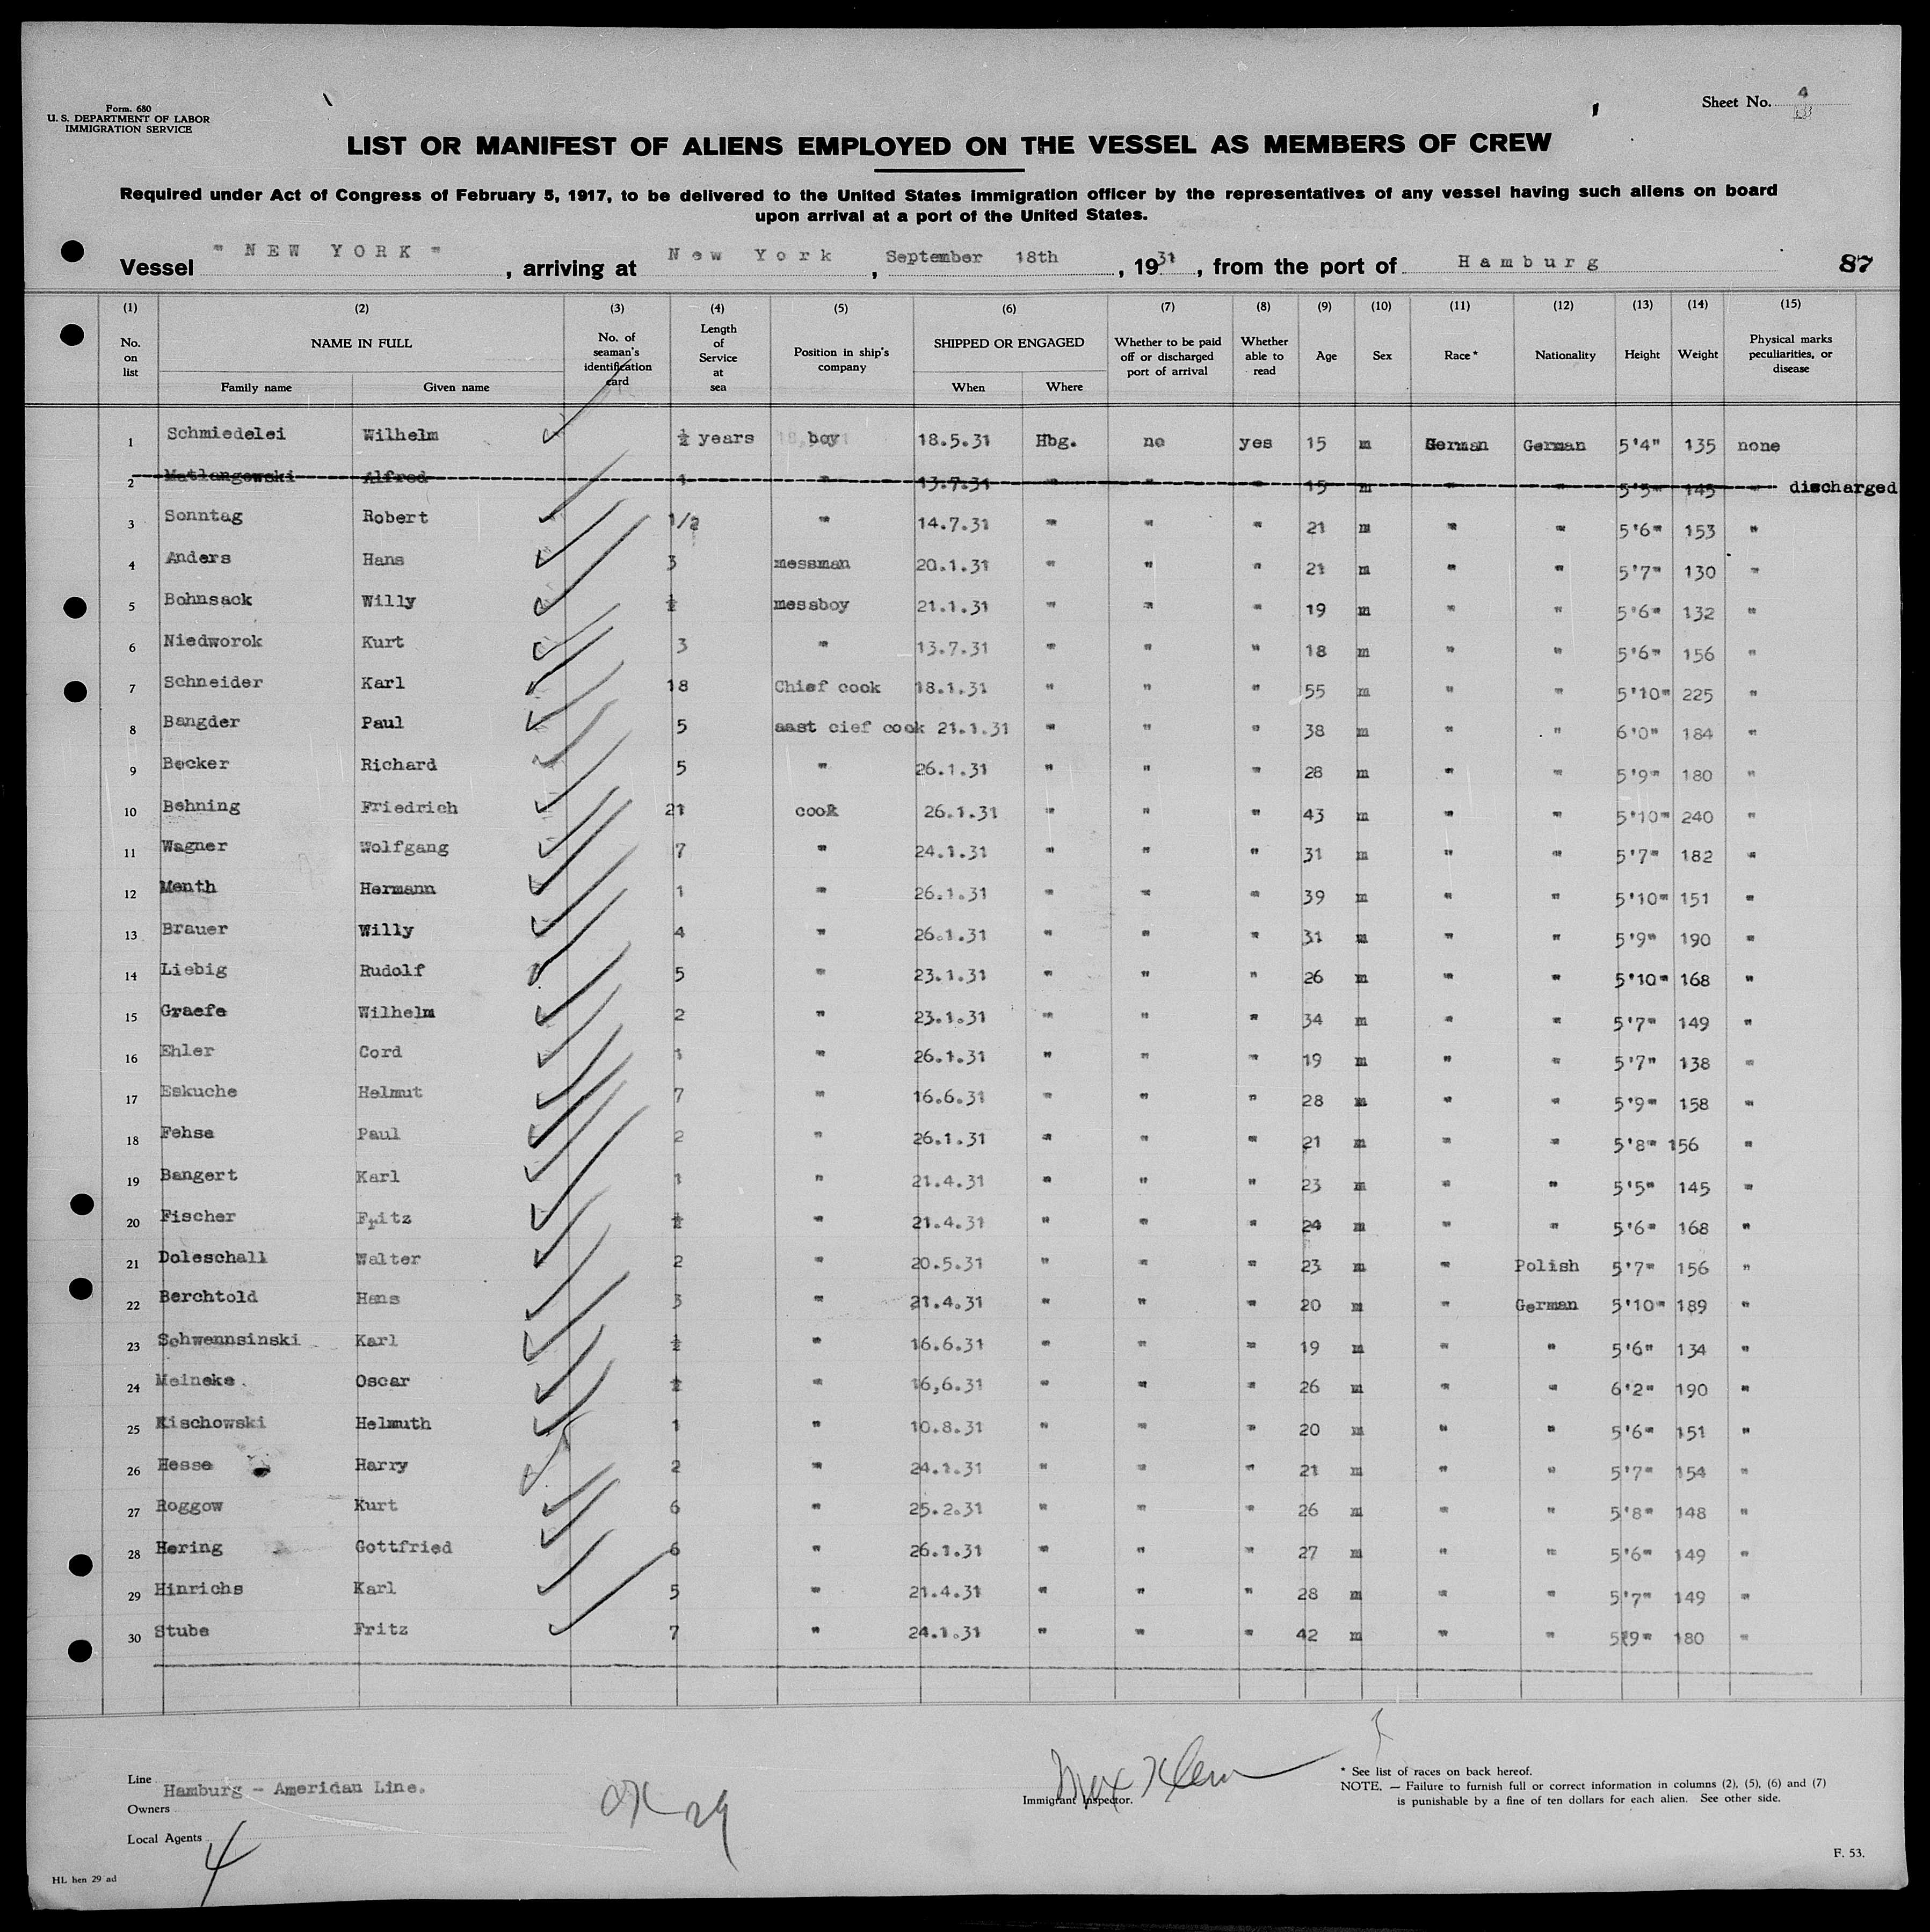 Form. 680
U. S. DEPARTMENT OF LABOR
IMMIGRATION SERVICE
Sheet No. 4
LIST OR MANIFEST OF ALIENS EMPLOYED ON THE VESSEL AS MEMBERS OF CREW
Required under Act of Congress of February 5, 1917, to be delivered to the United States immigration officer by the representatives of any vessel having such aliens on board
upon arrival at a port of the United States.
Vessel " NEW YORK " , arriving at New York , September 18th , 1931 , from the port of Hamburg 87
(1) (2) (3) (4) (5) (6) (7) (8) (9) (10) (11) (12) (13) (14) (15)
No. on list NAME IN FULL Family name Given name No. of seaman's identification card Length of Service at sea Position in ship's company SHIPPED OR ENGAGED When Where Whether to be paid off or discharged port of arrival Whether able to read Age Sex Race* Nationality Height Weight Physical marks peculiarities, or disease
1 Schmiedelei Wilhelm ½ years boy 18.5.31 Hbg. no yes 15 m German German 5'4" 135 none
2 Matlangowski Alfred 1 " 13.7.31 " " " 15 m " " 5'5" 145 " discharged
3 Sonntag Robert 1/2 " 14.7.31 " " " 21 m " " 5'6" 153 "
4 Anders Hans 3 messman 20.1.31 " " " 21 m " " 5'7" 130 "
5 Bohnsack Willy ½ messboy 21.1.31 " " " 19 m " " 5'6" 132 "
6 Niedworok Kurt 3 " 13.7.31 " " " 18 m " " 5'6" 156 "
7 Schneider Karl 18 Chief cook 18.1.31 " " " 55 m " " 5'10" 225 "
8 Bangder Paul 5 aast cief cook 21.1.31 " " " 38 m " " 6'0" 184 "
9 Becker Richard 5 " 26.1.31 " " " 28 m " " 5'9" 180 "
10 Behning Friedrich 21 cook 26.1.31 " " " 43 m " " 5'10" 240 "
11 Wagner Wolfgang 7 " 24.1.31 " " " 31 m " " 5'7" 182 "
12 Menth Hermann 1 " 26.1.31 " " " 39 m " " 5'10" 151 "
13 Brauer Willy 4 " 26.1.31 " " " 31 m " " 5'9" 190 "
14 Liebig Rudolf 5 " 23.1.31 " " " 26 m " " 5'10" 168 "
15 Graefe Wilhelm 2 " 23.1.31 " " " 34 m " " 5'7" 149 "
16 Ehler Cord 1 " 26.1.31 " " " 19 m " " 5'7" 138 "
17 Eskuche Helmut 7 " 16.6.31 " " " 28 m " " 5'9" 158 "
18 Fehse Paul 2 " 26.1.31 " " " 21 m " " 5'8" 156 "
19 Bangert Karl 1 " 21.4.31 " " " 23 m " " 5'5" 145 "
20 Fischer Fritz ½ " 21.4.31 " " " 24 m " " 5'6" 168 "
21 Doleschall Walter 2 " 20.5.31 " " " 23 m " Polish 5'7" 156 "
22 Berchtold Hans 3 " 21.4.31 " " " 20 m " German 5'10" 189 "
23 Schwennsinski Karl ½ " 16.6.31 " " " 19 m " " 5'6" 134 "
24 Meineke. Oscar ½ " 16,6.31 " " " 26 m " " 6'2" 190 "
25 Kischowski Helmuth 1 " 10.8.31 " " " 20 m " " 5'6" 151 "
26 Hesse Harry 2 " 24.1.31 " " " 21 m " " 5'7" 154 "
27 Roggow Kurt 6 " 25.2.31 " " " 26 m " " 5'8" 148 "
28 Hering Gottfried 6 " 26.1.31 " " " 27 m " " 5'6" 149 "
29 Hinrichs Karl 5 " 21.4.31 " " " 28 m " " 5'7" 149 "
30 Stube Fritz 7 " 24.1.31 " " " 42 m " " 5'9" 180 "
Line Hamburg - Ameridan Line.
Owners
Local Agents
4
OK
29
Max Klein
Immigrant Inspector.
* See list of races on back hereof.
NOTE. — Failure to furnish full or correct information in columns (2), (5), (6) and (7)
is punishable by a fine of ten dollars for each alien. See other side.
HL hen 29 ad
F. 53.